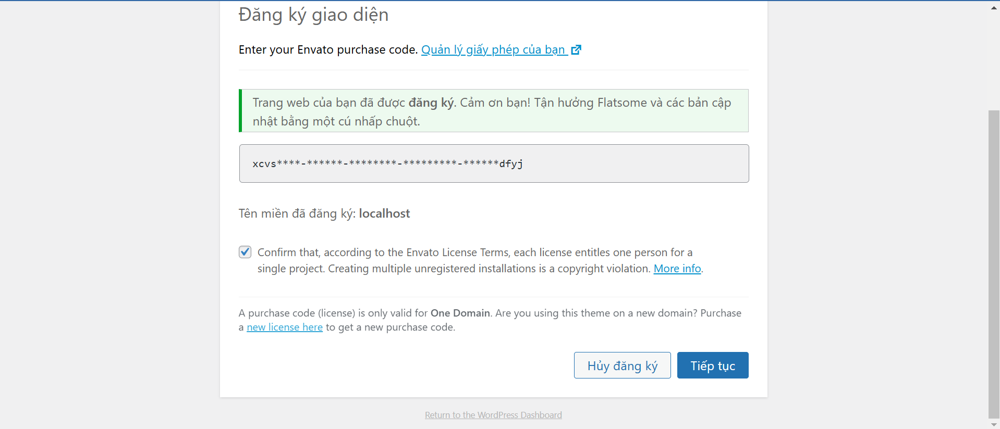 Đăng ký giao diện
Enter your Envato purchase code. Quản lý giấy phép của bạn
Trang web của bạn đã được đăng ký. Cảm ơn bạn! Tận hưởng Flatsome và các bản cập
nhật bằng một cú nhấp chuột.
xcvs****-******-********-*********-******dfyj
Tên miền đã đăng ký: localhost
Confirm that, according to the Envato License Terms, each license entitles one person for a
single project. Creating multiple unregistered installations is a copyright violation. More info.
A purchase code (license) is only valid for One Domain. Are you using this theme on a new domain? Purchase
a new license here to get a new purchase code.
Hủy đăng ký
Tiếp tục
Return to the WordPress Dashboard